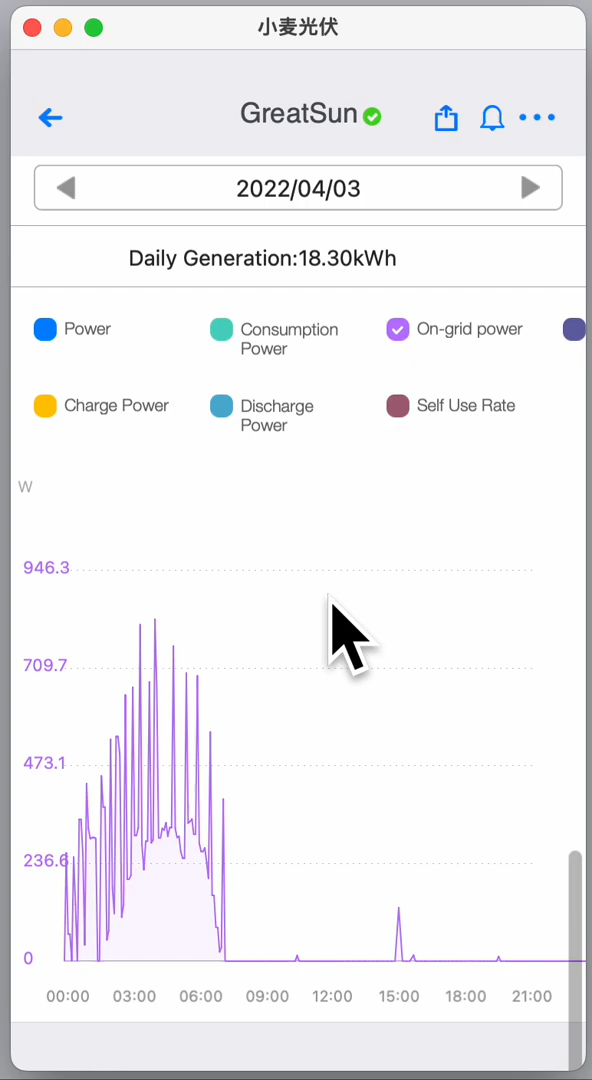 小麦光伏
GreatSun
2022/04/03
Daily Generation:18.30kWh
Power
Consumption
Power
On-grid power
Charge Power
Discharge
Power
Self Use Rate
W
946.3
709.7
473.1
236.6
0
00:00 03:00 06:00 09:00 12:00 15:00 18:00 21:00